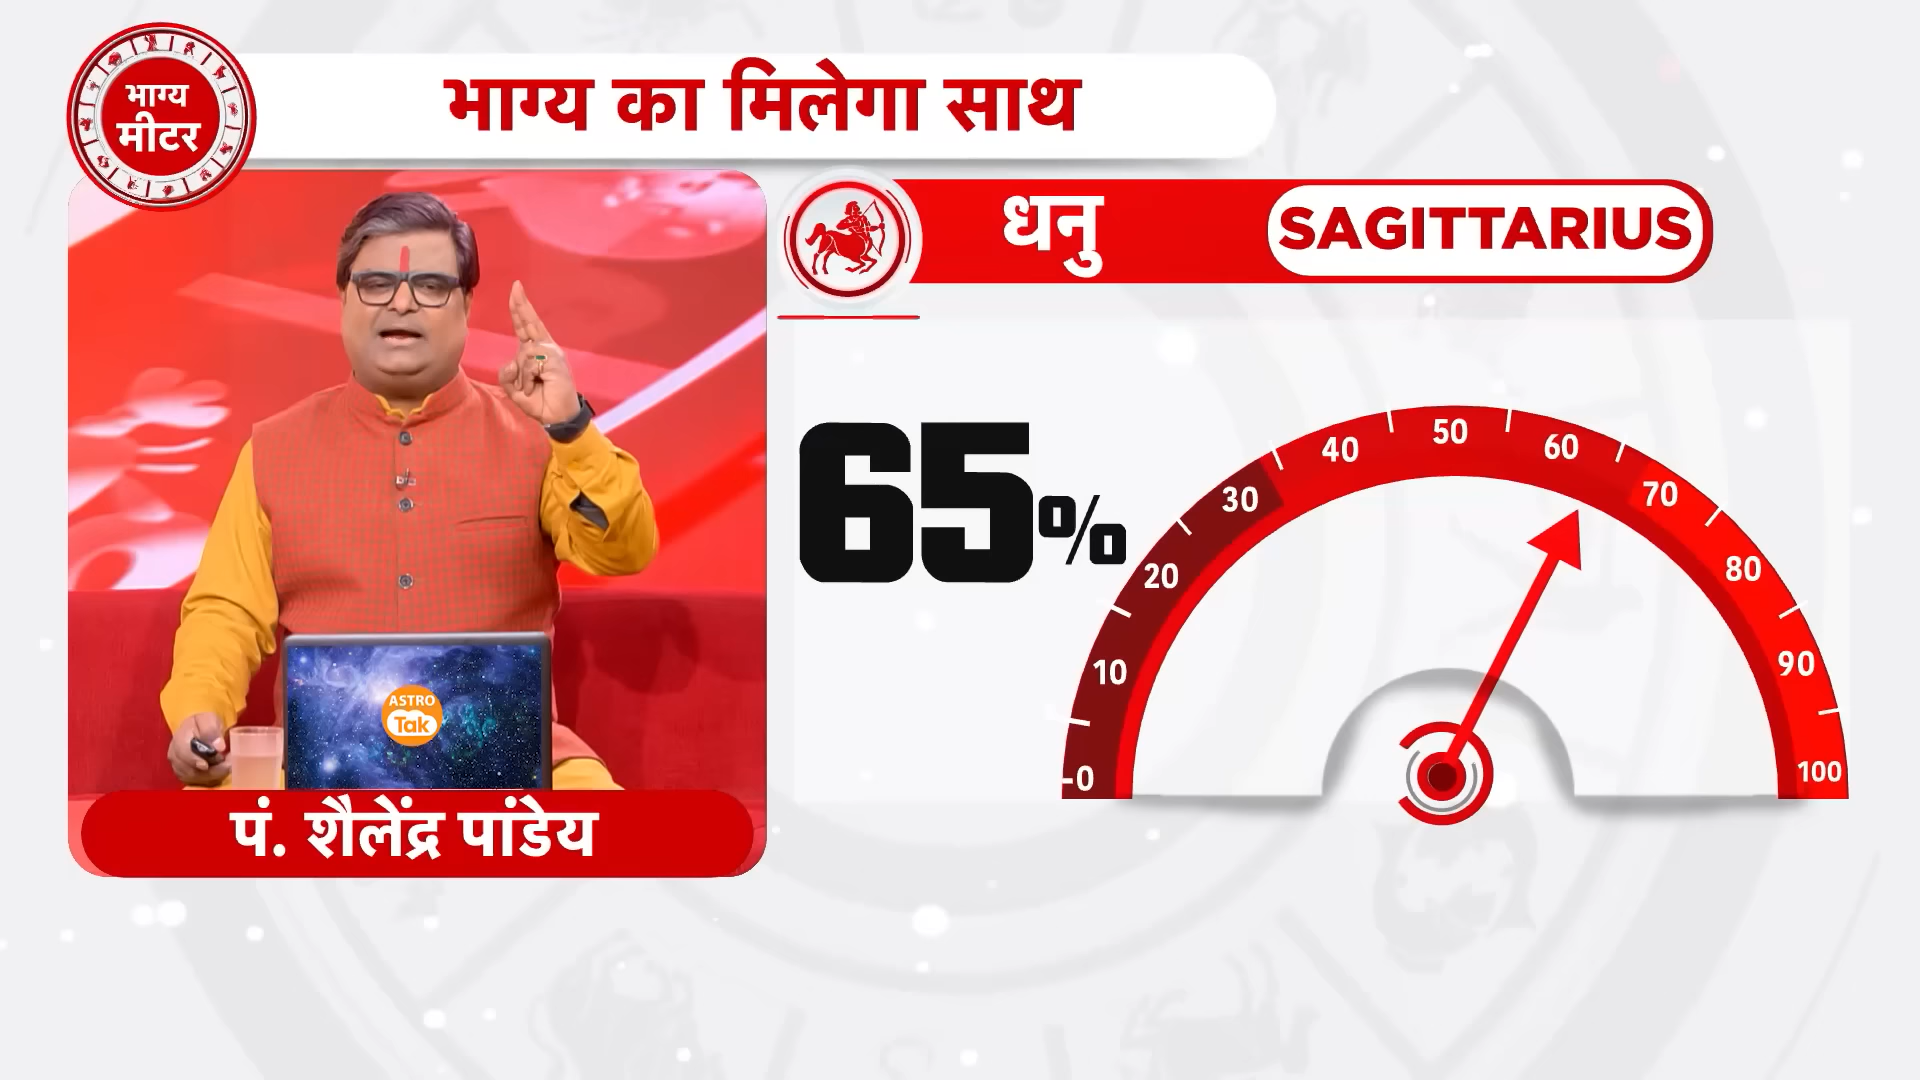 भाग्य
मीटर
भाग्य का मिलेगा साथ
धनु
SAGITTARIUS
65%
0
10
20
30
40
50
60
70
80
90
100
ASTRO
Tak
पं. शैलेंद्र पांडेय